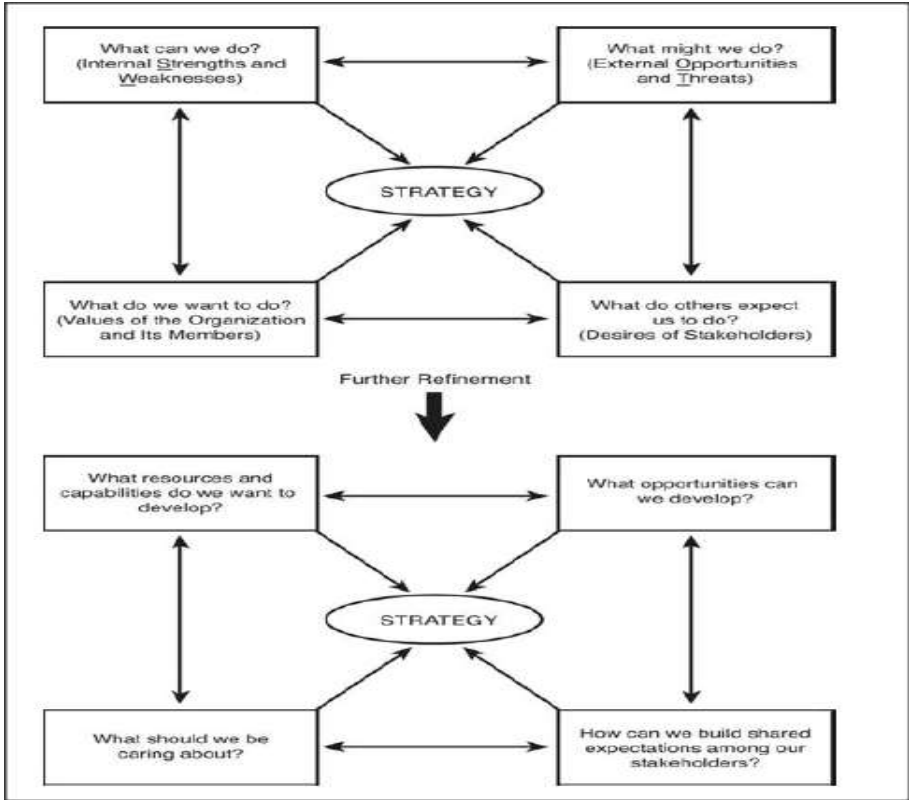 What can we do?
(Internal Strengths and
Weaknesses)
What might we do?
(External Opportunities
and Threats)
STRATEGY
What do we want to do?
(Values of the Organization
and Its Members)
What do others expect
us to do?
(Desires of Stakeholders)
Further Refinement
What resources and
capabilities do we want to
develop?
What opportunities can
we develop?
STRATEGY
What should we be
caring about?
How can we build shared
expectations among our
stakeholders?